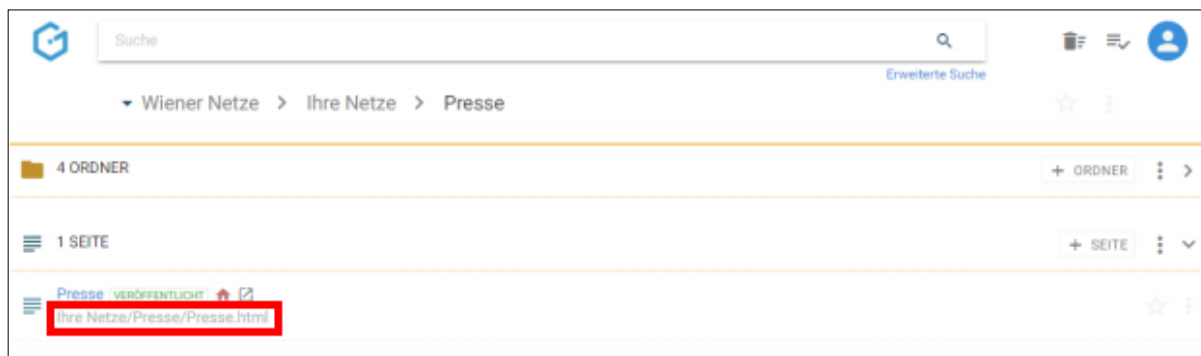 Suche
Erweiterte Suche
Wiener Netze > Ihre Netze > Presse
4 ORDNER + ORDNER
1 SEITE + SEITE
Presse VERÖFFENTLICHT
Ihre Netze/Presse/Presse.html